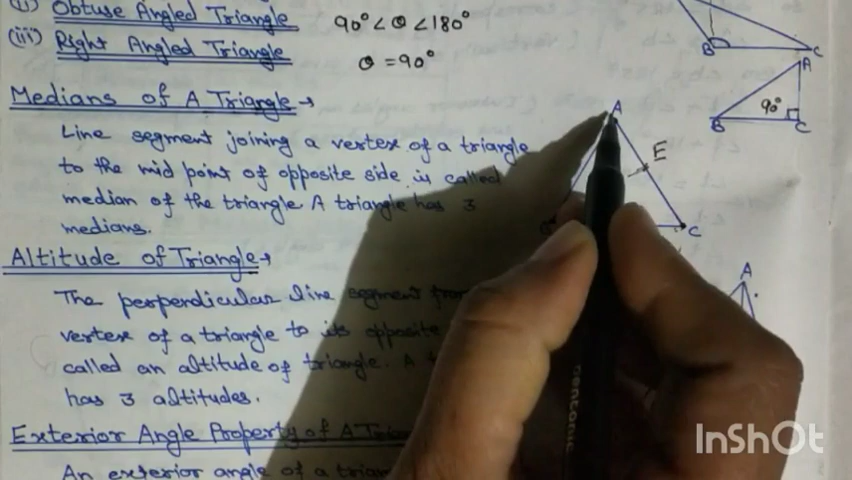 (ii) Obtuse Angled Triangle 90° < θ < 180°
(iii) Right Angled Triangle θ = 90°
Medians of A Triangle →
Line segment joining a vertex of a triangle
to the mid point of opposite side is called
median of the triangle A triangle has 3
medians.
Altitude of Triangle →
The perpendicular line segment from
vertex of a triangle to its opposite
called an altitude of triangle. A
has 3 altitudes.
Exterior Angle Property of A
An exterior angle of a
B
C
A
90°
B
C
A
E
C
A
pentonic
InShOt